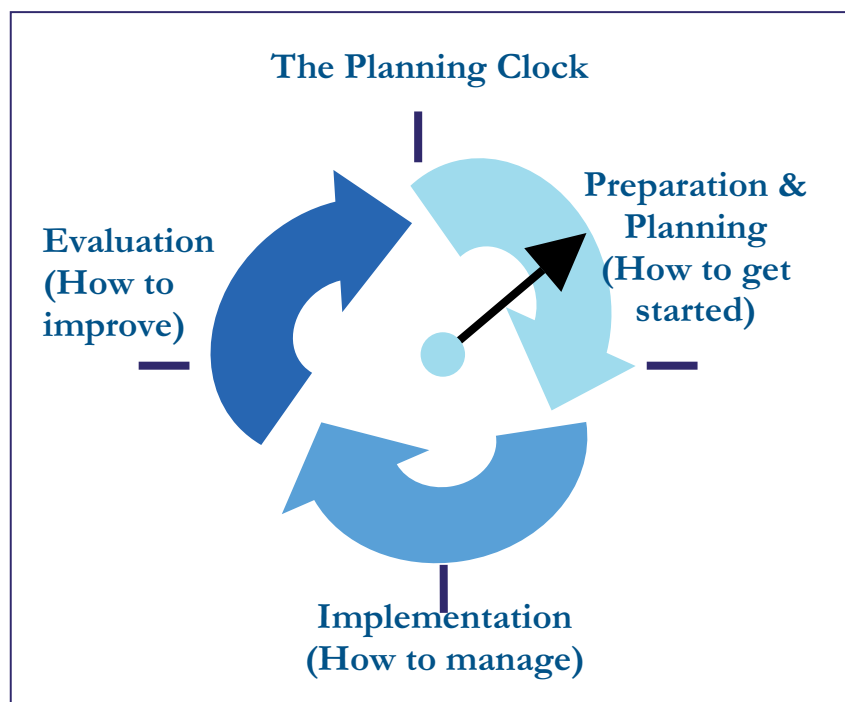 The Planning Clock
Preparation &
Planning
(How to get
started)
Evaluation
(How to
improve)
Implementation
(How to manage)